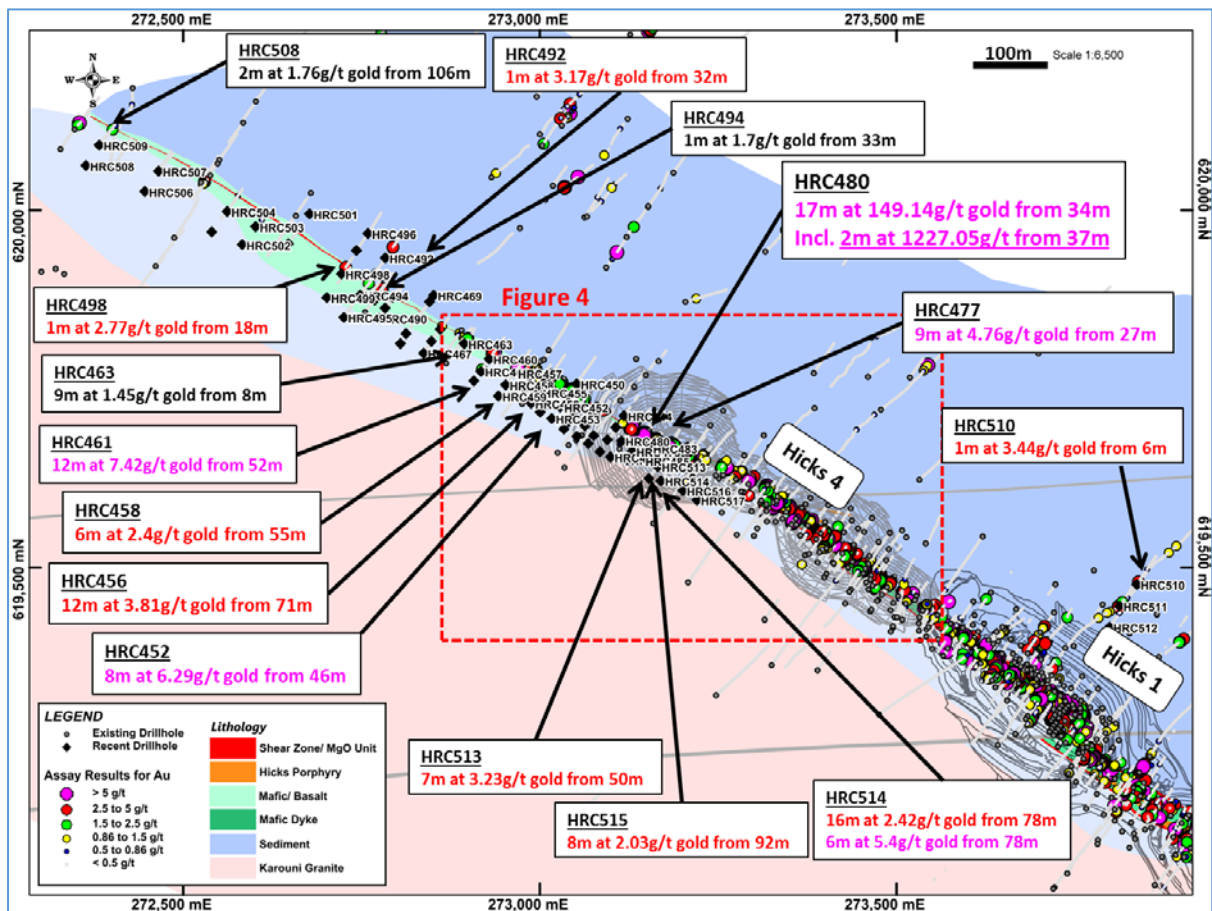 272,500 mE
273,000 mE
273,500 mE
HRC508
2m at 1.76g/t gold from 106m
HRC492
1m at 3.17g/t gold from 32m
100m
Scale 1:6,500
N
W
E
S
HRC494
1m at 1.7g/t gold from 33m
HRC480
17m at 149.14g/t gold from 34m
Incl. 2m at 1227.05g/t from 37m
HRC509
HRC508
HRC507
HRC506
HRC504
HRC501
HRC503
HRC502
HRC496
HRC492
HRC498
HRC499
HRC494
HRC469
HRC495
620,000 mN
620,000 mN
HRC498
1m at 2.77g/t gold from 18m
Figure 4
HRC477
9m at 4.76g/t gold from 27m
HRC463
HRC467
HRC460
HRC457
HRC450
HRC459
HRC455
HRC452
HRC453
HRC463
9m at 1.45g/t gold from 8m
HRC480
HRC483
HRC513
HRC514
HRC516
HRC517
HRC461
12m at 7.42g/t gold from 52m
Hicks 4
HRC510
1m at 3.44g/t gold from 6m
HRC458
6m at 2.4g/t gold from 55m
619,500 mN
619,500 mN
HRC510
HRC511
HRC512
HRC456
12m at 3.81g/t gold from 71m
Hicks 1
HRC452
8m at 6.29g/t gold from 46m
LEGEND
Existing Drillhole
Recent Drillhole
Assay Results for Au
> 5 g/t
2.5 to 5 g/t
1.5 to 2.5 g/t
0.86 to 1.5 g/t
0.5 to 0.86 g/t
< 0.5 g/t
Lithology
Shear Zone/ MgO Unit
Hicks Porphyry
Mafic/ Basalt
Mafic Dyke
Sediment
Karouni Granite
HRC513
7m at 3.23g/t gold from 50m
HRC515
8m at 2.03g/t gold from 92m
HRC514
16m at 2.42g/t gold from 78m
6m at 5.4g/t gold from 78m
272,500 mE
273,000 mE
273,500 mE